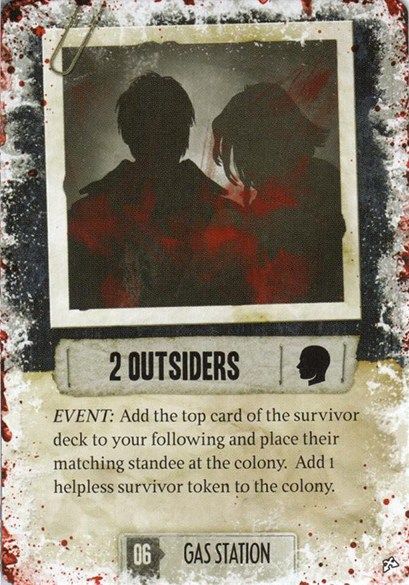 2 OUTSIDERS
EVENT: Add the top card of the survivor
deck to your following and place their
matching standee at the colony. Add 1
helpless survivor token to the colony.
06 GAS STATION